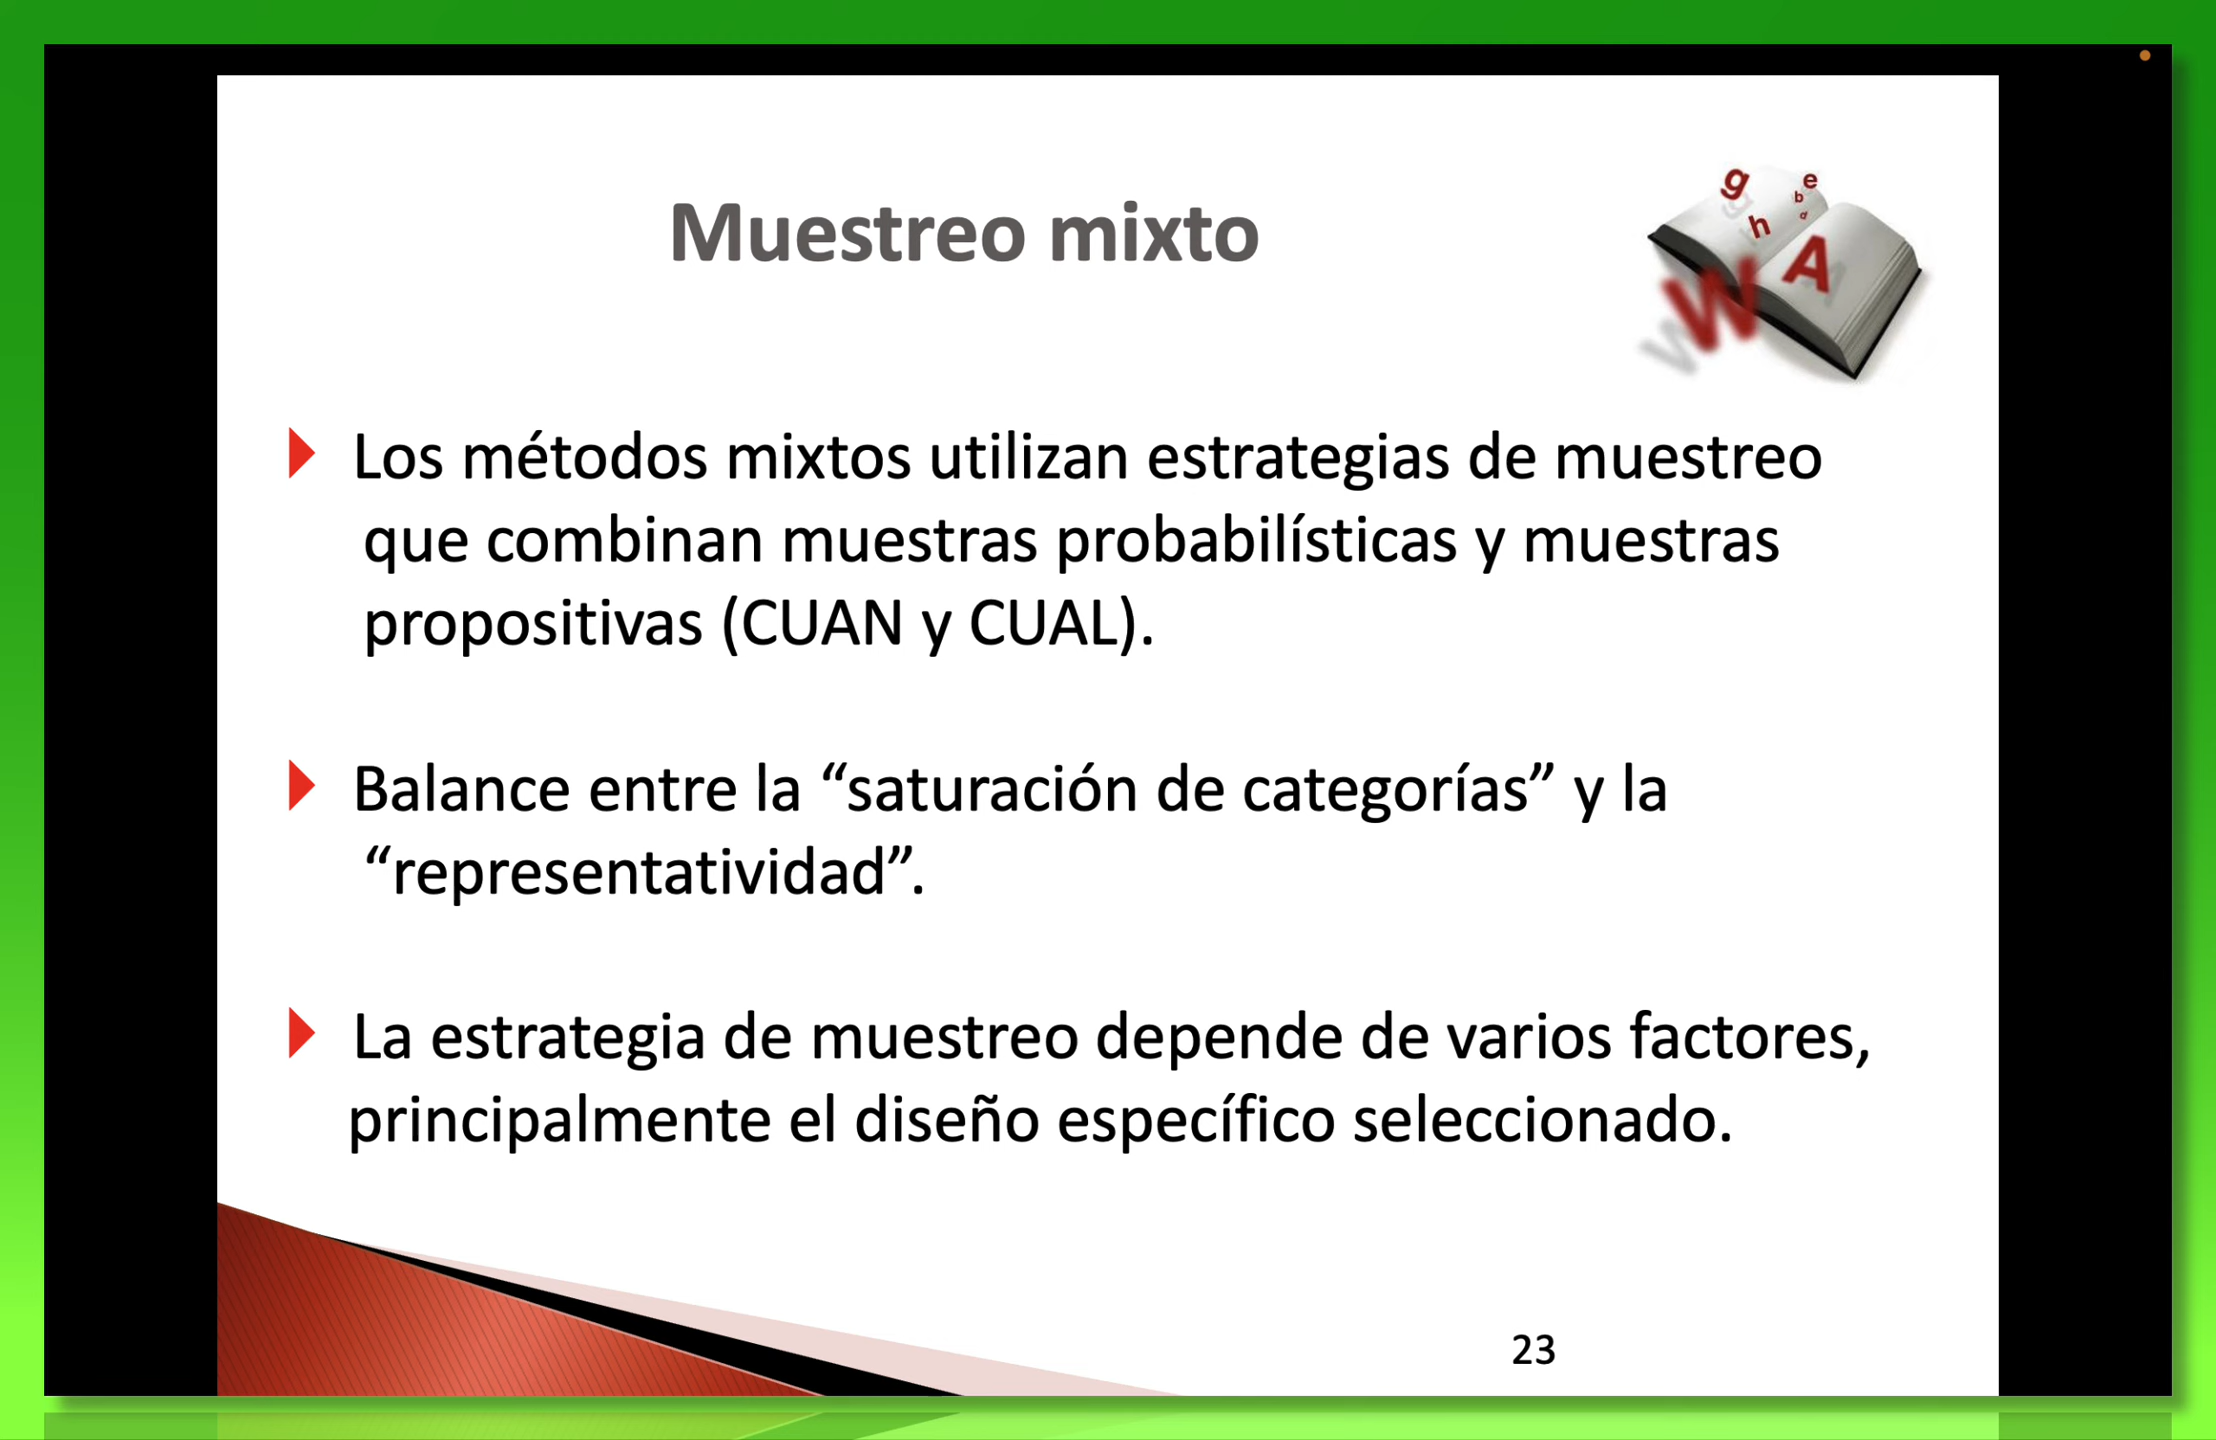 Muestreo mixto
g e
b
h d
A
W
Los métodos mixtos utilizan estrategias de muestreo
que combinan muestras probabilísticas y muestras
propositivas (CUAN y CUAL).
Balance entre la “saturación de categorías” y la
“representatividad”.
La estrategia de muestreo depende de varios factores,
principalmente el diseño específico seleccionado.
23